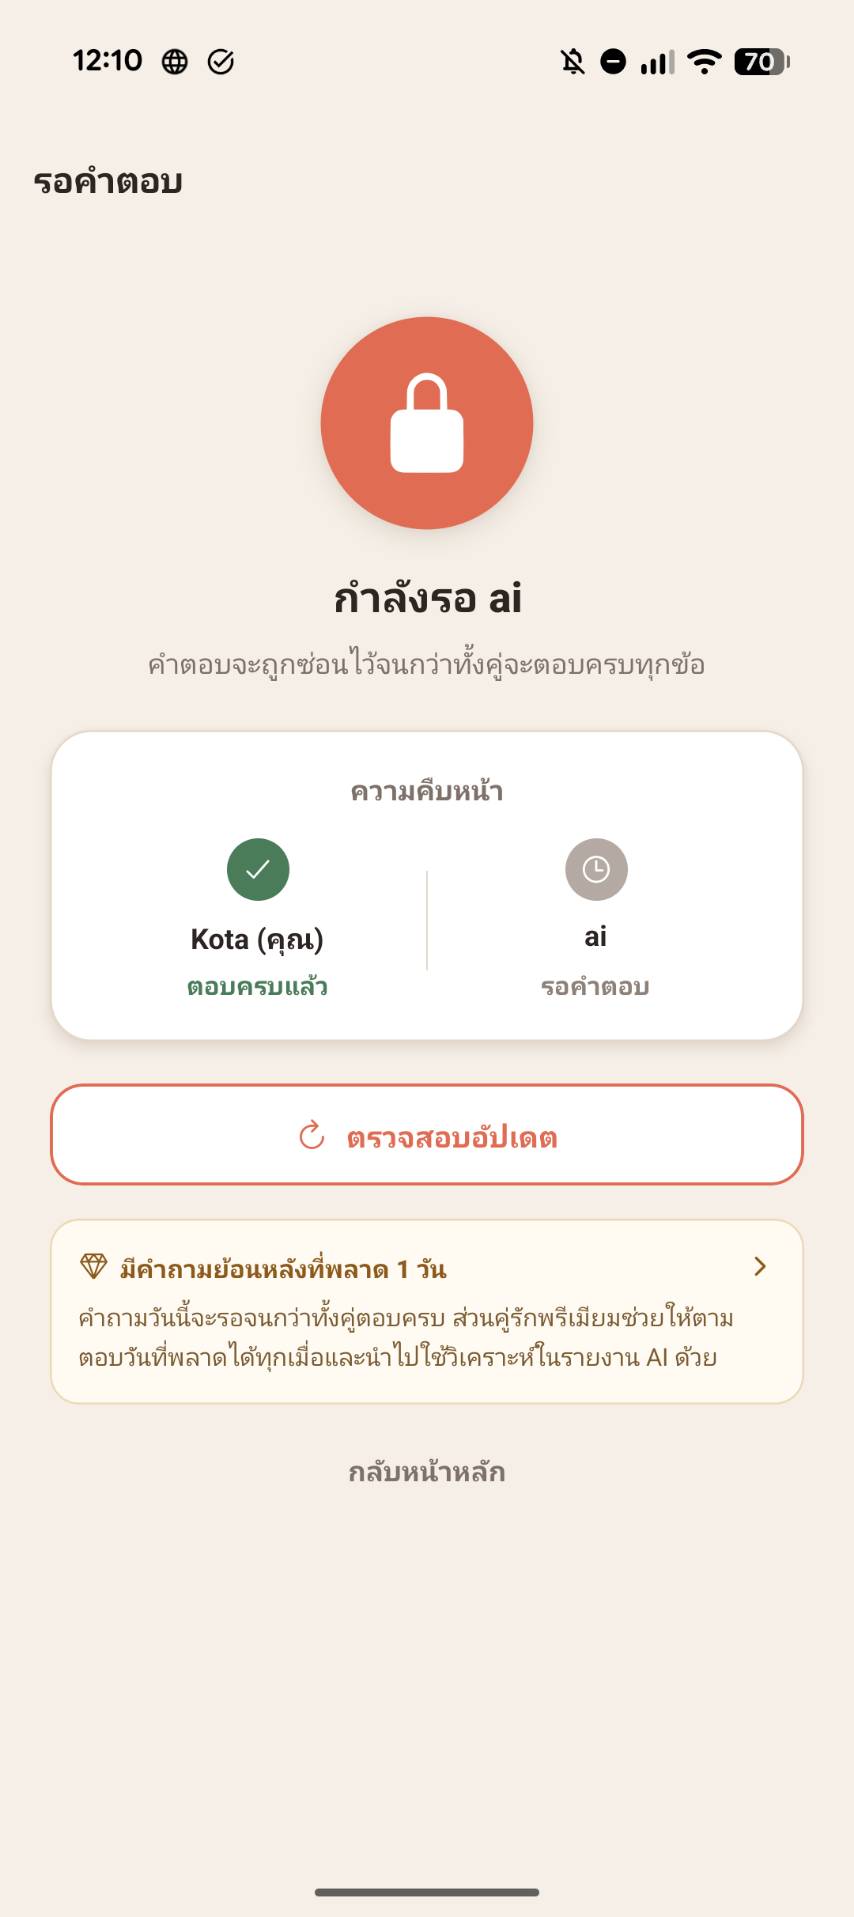 12:10
70
รอคำตอบ
กำลังรอ ai
คำตอบจะถูกซ่อนไว้จนกว่าทั้งคู่จะตอบครบทุกข้อ
ความคืบหน้า
Kota (คุณ)
ตอบครบแล้ว
ai
รอคำตอบ
ตรวจสอบอัปเดต
มีคำถามย้อนหลังที่พลาด 1 วัน
คำถามวันนี้จะรอจนกว่าทั้งคู่ตอบครบ ส่วนคู่รักพรีเมียมช่วยให้ตาม
ตอบวันที่พลาดได้ทุกเมื่อและนำไปใช้วิเคราะห์ในรายงาน AI ด้วย
กลับหน้าหลัก